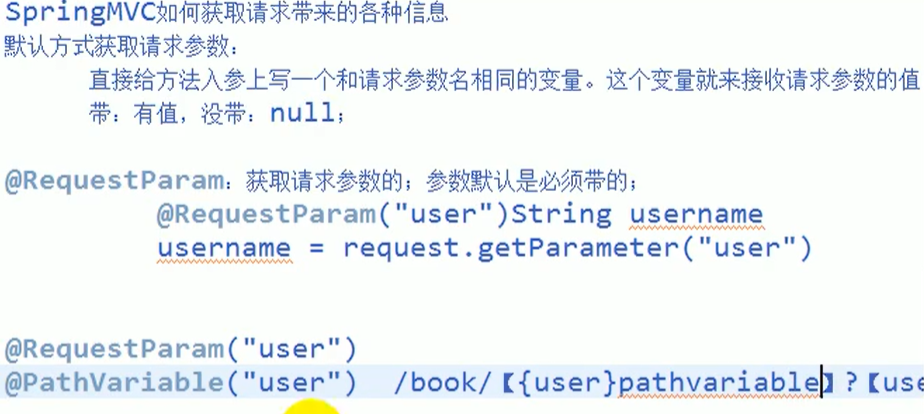 SpringMVC如何获取请求带来的各种信息
默认方式获取请求参数：
直接给方法入参上写一个和请求参数名相同的变量。这个变量就来接收请求参数的值
带：有值，没带：null；
@RequestParam：获取请求参数的；参数默认是必须带的；
@RequestParam("user")String username
username = request.getParameter("user")
@RequestParam("user")
@PathVariable("user") /book/【{user}pathvariable】?【use